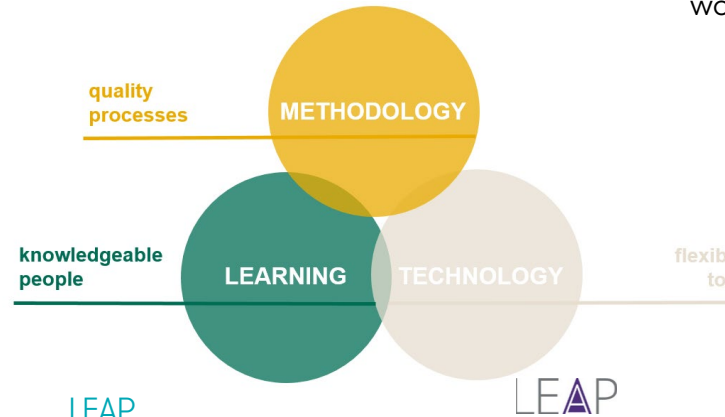 quality
processes
METHODOLOGY
knowledgeable
people
LEARNING
TECHNOLOGY
LEAP
LEAP